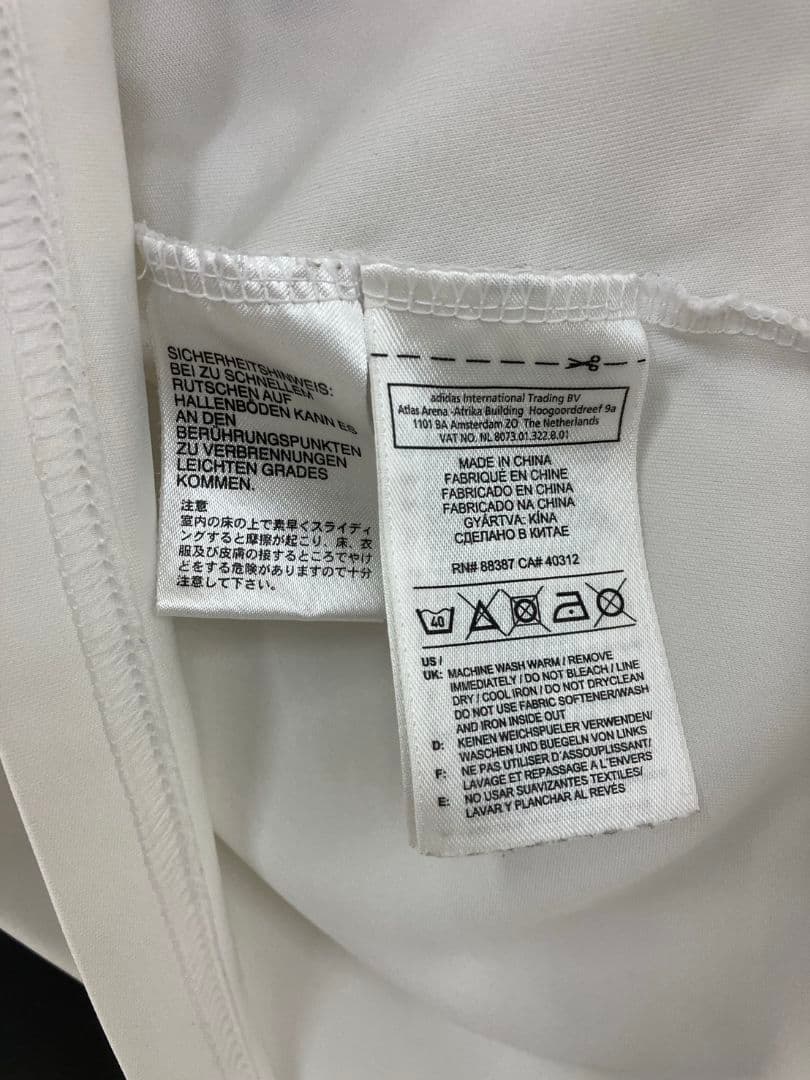 SICHERHEITSHINWEIS:
BEI ZU SCHNELLEM
RUTSCHEN AUF
HALLENBÖDEN KANN ES
AN DEN
BERÜHRUNGSPUNKTEN
ZU VERBRENNUNGEN
LEICHTEN GRADES
KOMMEN.
注意
室内の床の上で素早くスライディ
ングすると摩擦が起こり、床、衣
服及び皮膚の接するところでやけ
どをする危険がありますので十分
注意して下さい。
adidas International Trading BV
Atlas Arena -Afrika Building Hoogoorddreef 9a
1101 BA Amsterdam ZO The Netherlands
VAT NO. NL 8073.01.322.B.01
MADE IN CHINA
FABRIQUÉ EN CHINE
FABRICADO EN CHINA
FABRICADO NA CHINA
GYÁRTVA: KÍNA
СДЕЛАНО В КИТАЕ
RN# 88387 CA# 40312
40
US /
UK: MACHINE WASH WARM / REMOVE
IMMEDIATELY / DO NOT BLEACH / LINE
DRY / COOL IRON / DO NOT DRYCLEAN
DO NOT USE FABRIC SOFTENER/WASH
AND IRON INSIDE OUT
D: KEINEN WEICHSPUELER VERWENDEN/
WASCHEN UND BUEGELN VON LINKS
F: NE PAS UTILISER D'ASSOUPLISSANT/
LAVAGE ET REPASSAGE A L'ENVERS
E: NO USAR SUAVIZANTES TEXTILES/
LAVAR Y PLANCHAR AL REVÉS